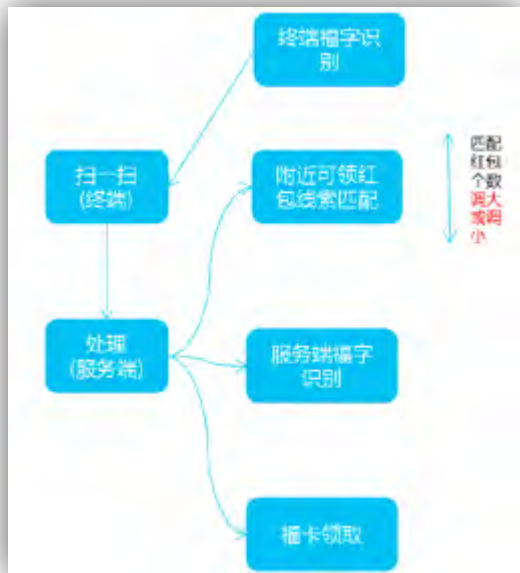 终端福字识
别
扫一扫
(终端)
附近可领红
包线索匹配
匹配
红包
个数
调大
或调
小
处理
(服务端)
服务端福字
识别
福卡领取